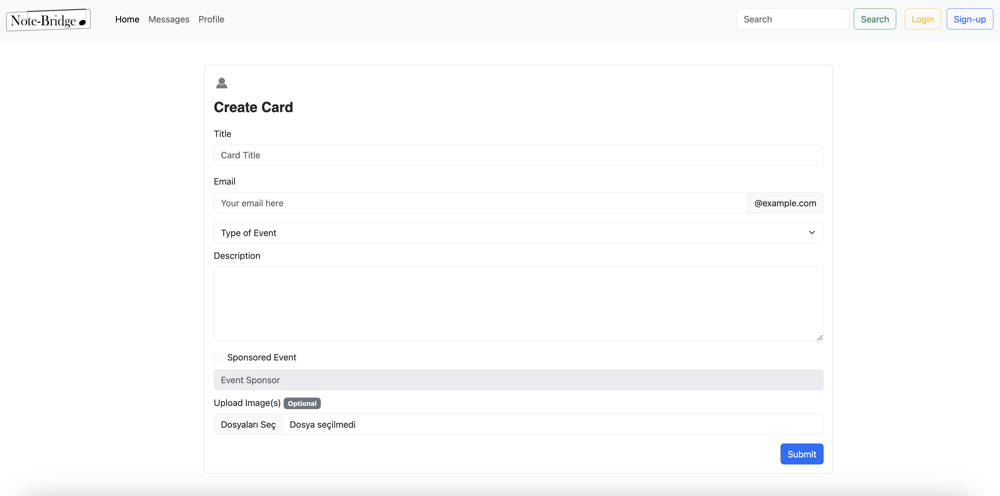 Note-Bridge
Home Messages Profile
Search Search Login Sign-up
Create Card
Title
Card Title
Email
Your email here @example.com
Type of Event
Description
Sponsored Event
Event Sponsor
Upload Image(s) Optional
Dosyaları Seç Dosya seçilmedi
Submit